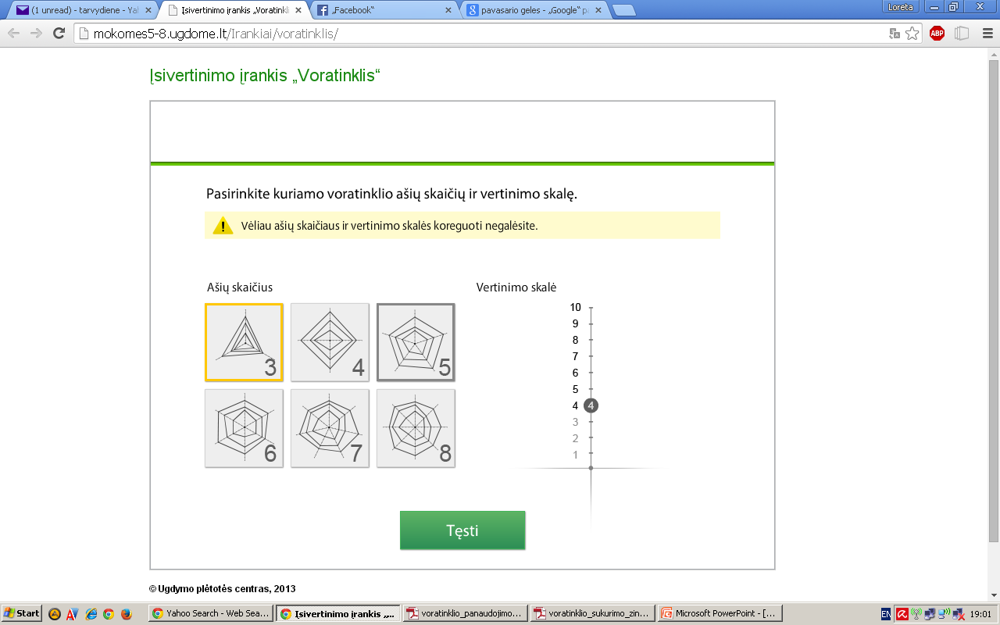 (1 unread) - tarvydiene - Yal
Įsivertinimo įrankis „Voratinkli
„Facebook“
pavasario geles - „Google“ p
Loreta
mokomes5-8.ugdome.lt/Irankiai/voratinklis/
ABP
Įsivertinimo įrankis „Voratinklis“
Pasirinkite kuriamo voratinklio ašių skaičių ir vertinimo skalę.
Vėliau ašių skaičiaus ir vertinimo skalės koreguoti negalėsite.
Ašių skaičius
Vertinimo skalė
3
4
5
6
7
8
10
9
8
7
6
5
4 4
3
2
1
Tęsti
© Ugdymo plėtotės centras, 2013
Start
Yahoo Search - Web Sea...
Įsivertinimo įrankis „...
voratinklio_panaudojimo...
voratinklio_sukurimo_zin...
Microsoft PowerPoint - [...
EN
19:01